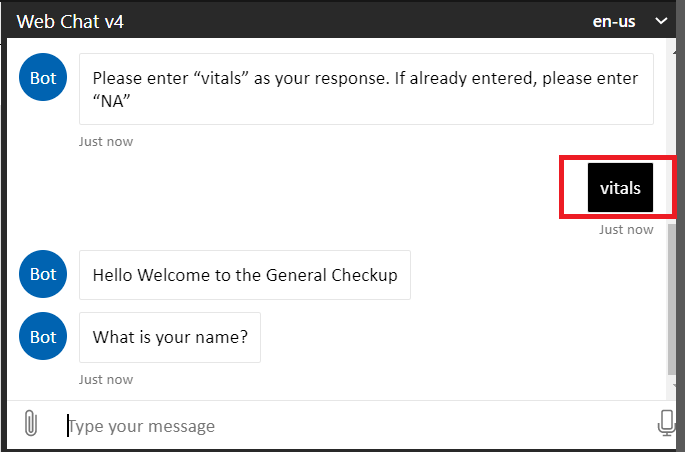 Web Chat v4
en-us
Bot
Please enter “vitals” as your response. If already entered, please enter
“NA”
Just now
vitals
Just now
Bot
Hello Welcome to the General Checkup
Bot
What is your name?
Just now
Type your message